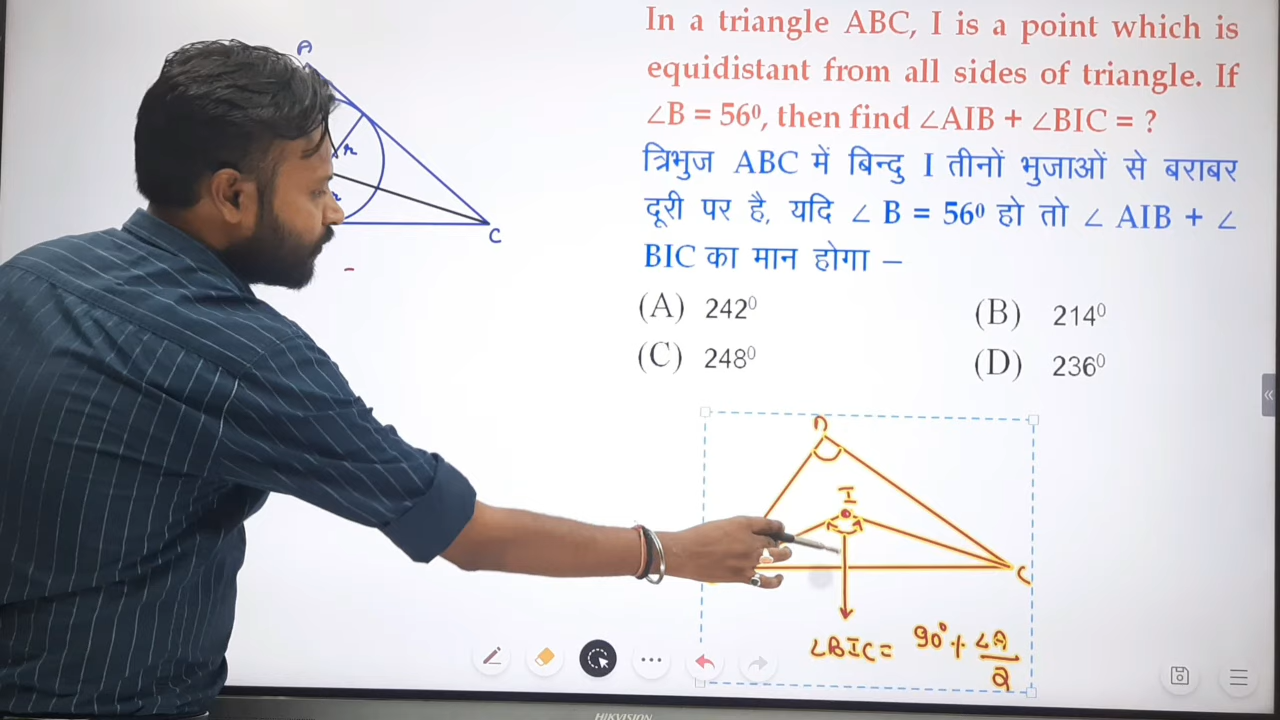 In a triangle ABC, I is a point which is
equidistant from all sides of triangle. If
∠B = 56⁰, then find ∠AIB + ∠BIC = ?
त्रिभुज ABC में बिन्दु I तीनों भुजाओं से बराबर
दूरी पर है, यदि ∠ B = 56⁰ हो तो ∠ AIB + ∠
BIC का मान होगा –
(A) 242⁰ (B) 214⁰
(C) 248⁰ (D) 236⁰
A
r
r
C
A
I
C
∠BIC = 90° + ∠A/2
HIKVISION